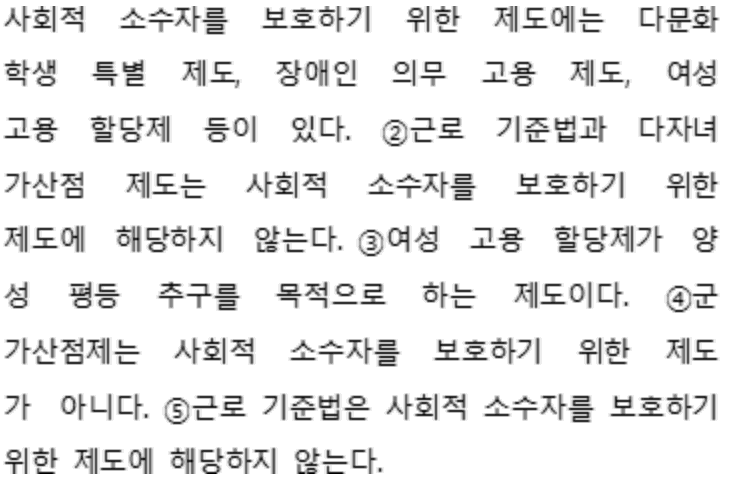 사회적 소수자를 보호하기 위한 제도에는 다문화
학생 특별 제도, 장애인 의무 고용 제도, 여성
고용 할당제 등이 있다. ②근로 기준법과 다자녀
가산점 제도는 사회적 소수자를 보호하기 위한
제도에 해당하지 않는다. ③여성 고용 할당제가 양
성 평등 추구를 목적으로 하는 제도이다. ④군
가산점제는 사회적 소수자를 보호하기 위한 제도
가 아니다. ⑤근로 기준법은 사회적 소수자를 보호하기
위한 제도에 해당하지 않는다.